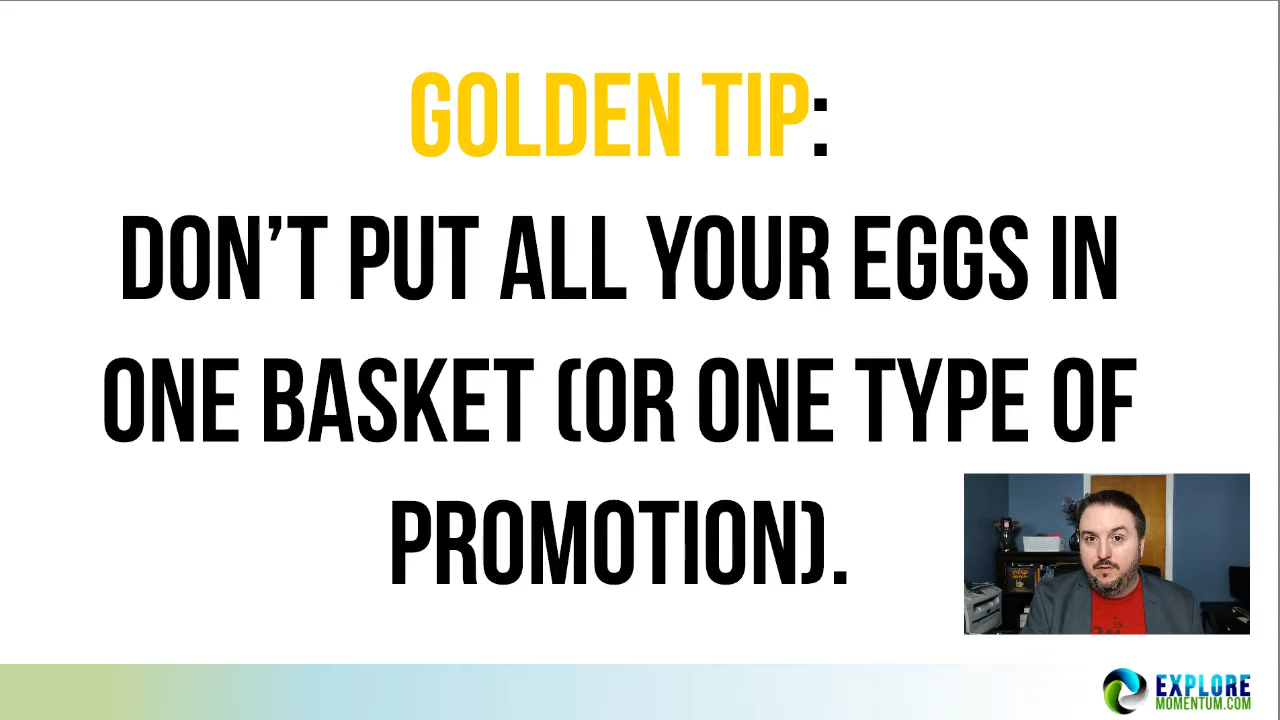 GOLDEN TIP:
DON’T PUT ALL YOUR EGGS IN
ONE BASKET (OR ONE TYPE OF
PROMOTION).
EXPLORE
MOMENTUM.COM